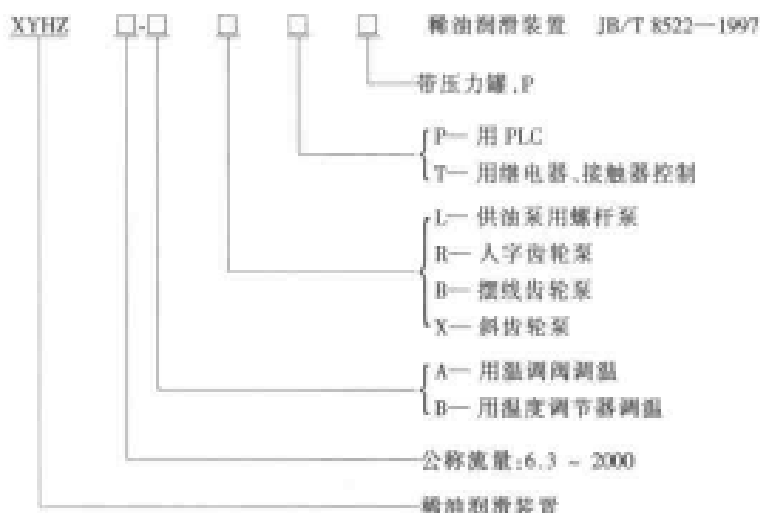 XYHZ □-□ □ □ □ 稀油润滑装置 JB/T 8522—1997
带压力罐,P
P— 用 PLC
T— 用继电器、接触器控制
L— 供油泵用螺杆泵
R— 人字齿轮泵
B— 摆线齿轮泵
X— 斜齿轮泵
A— 用温调阀调温
B— 用温度调节器调温
公称流量:6.3 ~ 2000
稀油润滑装置